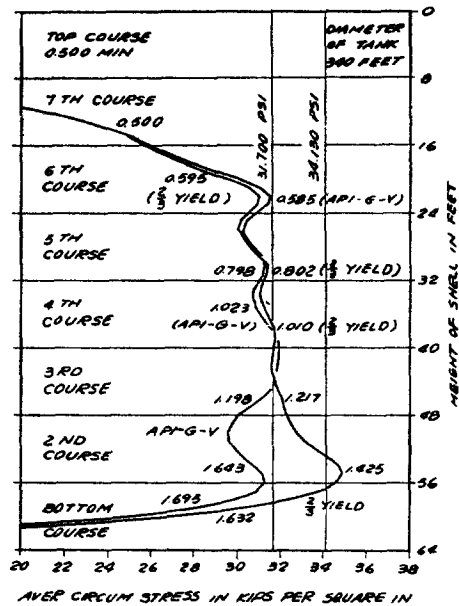 TOP COURSE
0.500 MIN
DIAMETER
OF TANK
340 FEET
0
8
16
24
32
40
48
56
64
HEIGHT OF SHELL IN FEET
7 TH COURSE
0.500
31.700 PSI
34.130 PSI
6 TH
COURSE
0.595
(2/3 YIELD)
0.585 (API-G-V)
5 TH
COURSE
0.798
0.802 (2/3 YIELD)
4 TH
COURSE
1.023
(API-G-V)
1.010 (2/3 YIELD)
3 RD
COURSE
1.198
1.217
API-G-V
2 ND
COURSE
1.643
1.425
1.695
2/3 YIELD
BOTTOM
COURSE
1.632
20 22 24 26 28 30 32 34 36 38
AVER CIRCUM STRESS IN KIPS PER SQUARE IN